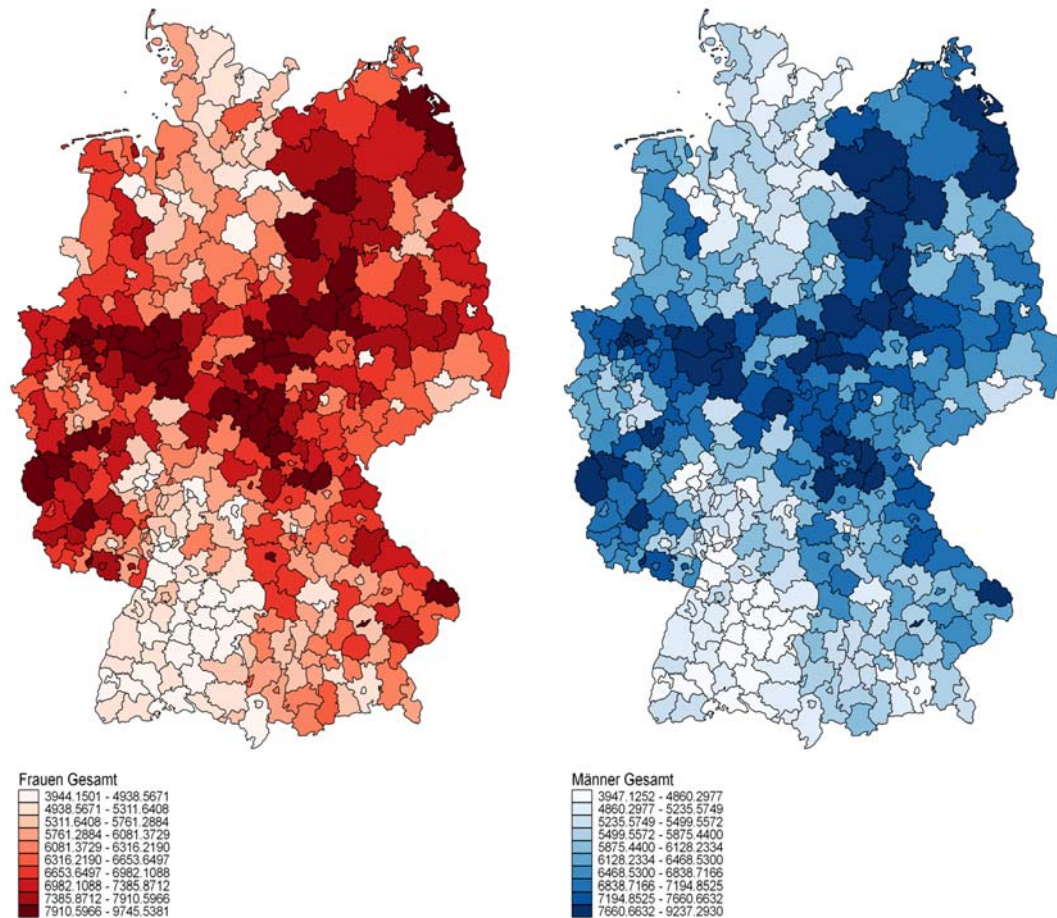 Frauen Gesamt
3944.1501 - 4938.5671
4938.5671 - 5311.6408
5311.6408 - 5761.2884
5761.2884 - 6081.3729
6081.3729 - 6316.2190
6316.2190 - 6653.6497
6653.6497 - 6982.1088
6982.1088 - 7385.8712
7385.8712 - 7910.5966
7910.5966 - 9745.5381
Männer Gesamt
3947.1252 - 4860.2977
4860.2977 - 5235.5749
5235.5749 - 5499.5572
5499.5572 - 5875.4400
5875.4400 - 6128.2334
6128.2334 - 6468.5300
6468.5300 - 6838.7166
6838.7166 - 7194.8525
7194.8525 - 7660.6632
7660.6632 - 9237.2930